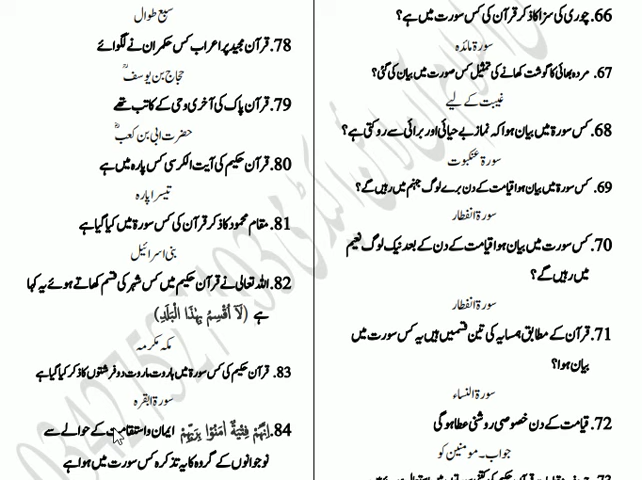 66. چوری کی سزا کا ذکر قرآن کی کس سورت میں ہے؟
سورۃ مائدہ
67. مردہ بھائی کا گوشت کھانے کی تمثیل کس صورت میں بیان کی گئی؟
غیبت کے لیے
68. کس سورۃ میں بیان ہوا کہ نماز بے حیائی اور برائی سے روکتی ہے؟
سورۃ عنکبوت
69. کس سورۃ میں بیان ہوا قیامت کے دن برے لوگ جہنم میں رہیں گے؟
سورۃ انفطار
70. کس سورت میں بیان ہوا قیامت کے دن کے بعد نیک لوگ نعیم
میں رہیں گے؟
سورۃ انفطار
71. قرآن کے مطابق ہمسایہ کی تین قسمیں ہیں یہ کس سورت میں
بیان ہوا؟
سورۃ النساء
72. قیامت کے دن خصوصی روشنی عطا ہوگی
جواب۔ مومنین کو
سبع طوال
78. قرآن مجید پر اعراب کس حکمران نے لگوائے
حجاج بن یوسف
79. قرآن پاک کی آخری وحی کے کاتب تھے
حضرت ابی بن کعب
80. قرآن حکیم کی آیت الکرسی کس پارہ میں ہے
تیسرا پارہ
81. مقام محمود کا ذکر قرآن کی کس سورۃ میں کیا گیا ہے
بنی اسرائیل
82. اللہ تعالی نے قرآن حکیم میں کس شہر کی قسم کھاتے ہوئے یہ کہا
ہے (لَآ اُقْسِمُ بِہٰذَا الْبَلَدِ)
مکہ مکرمہ
83. قرآن حکیم کی کس سورۃ میں ہاروت ماروت دو فرشتوں کا ذکر کیا گیا ہے
سورۃ البقرہ
84. اِنَّهُمْ فِتْيَةٌ اٰمَنُوْا بِرَبِّهِمْ ایمان و استقامت کے حوالے سے
نوجوانوں کے گروہ کا یہ تذکرہ کس سورت میں ہوا ہے